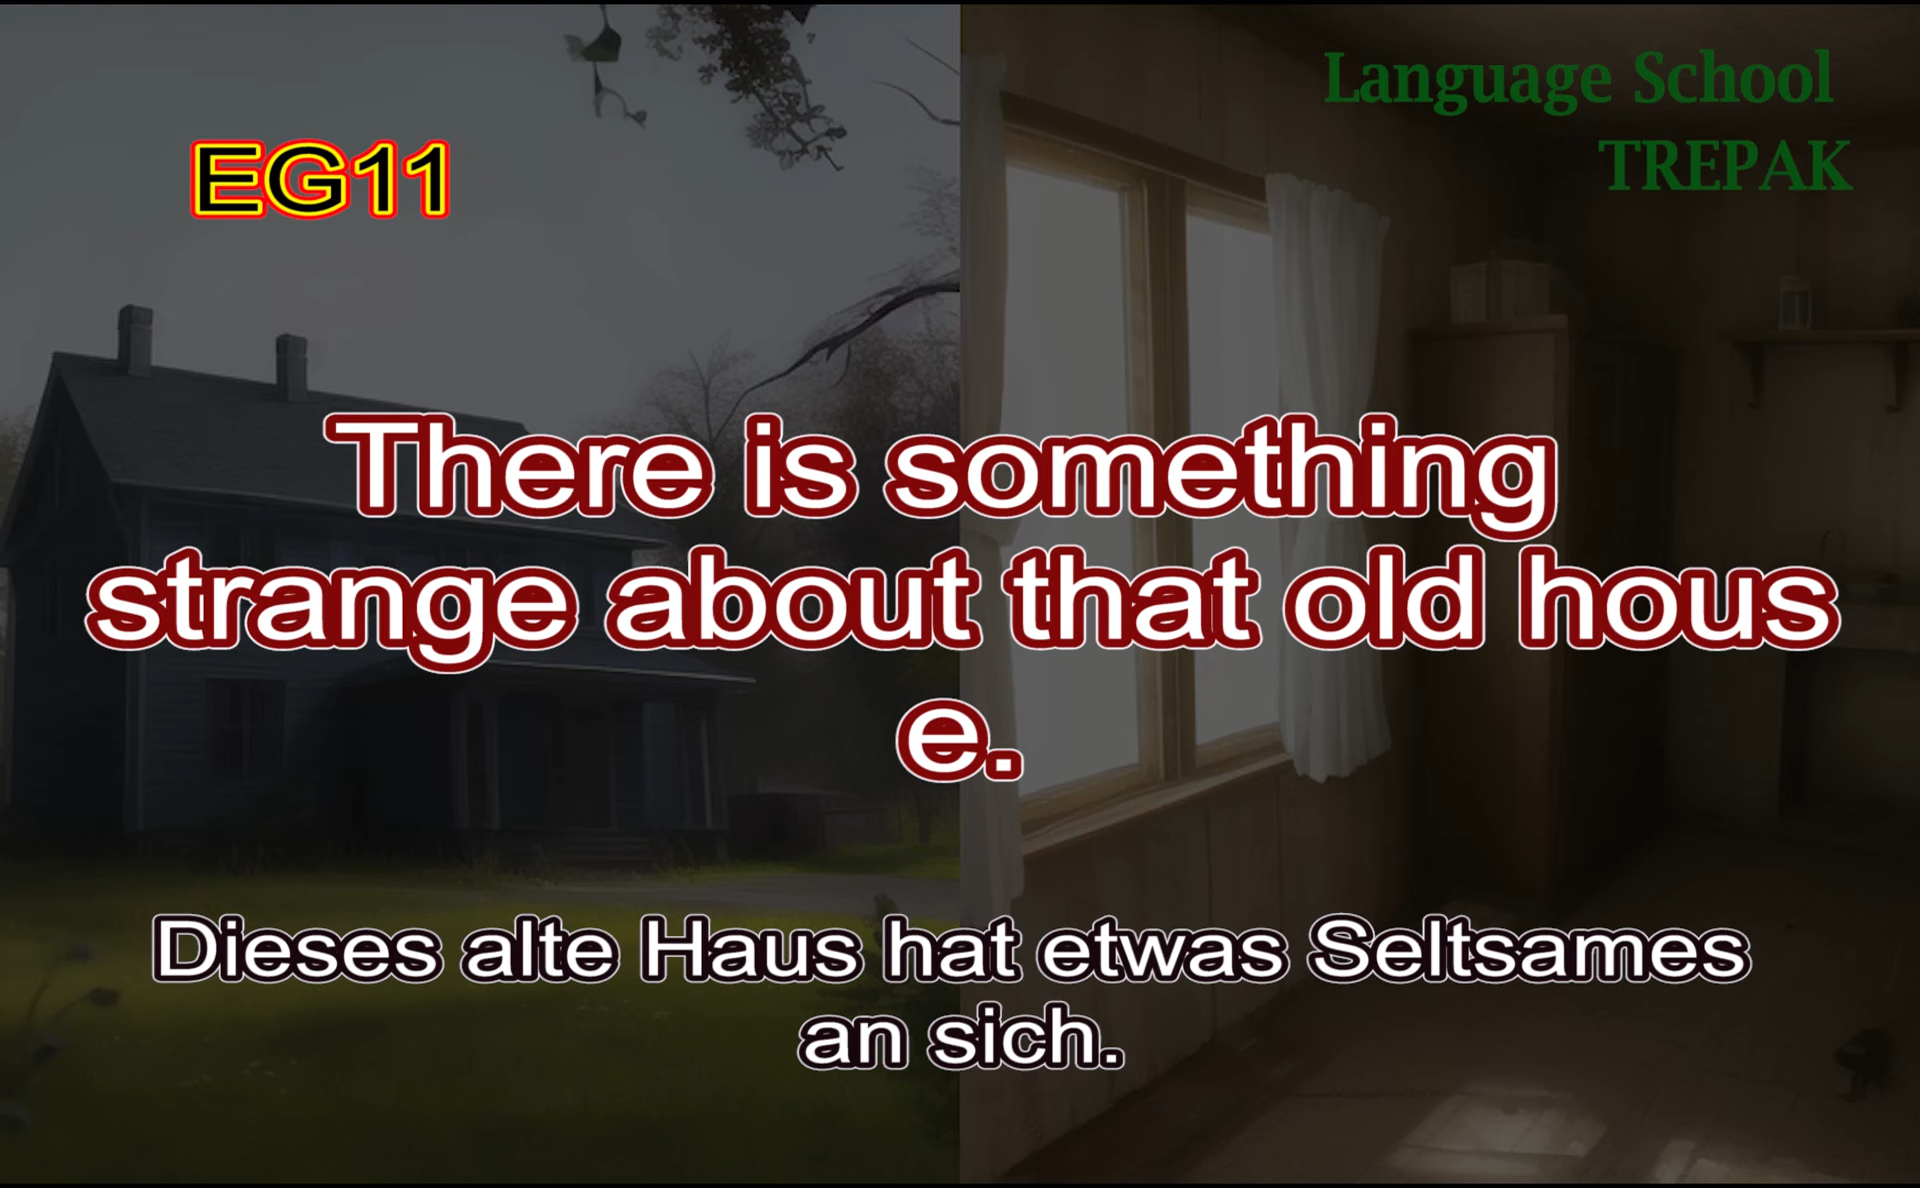 Language School
TREPAK
EG11
There is something
strange about that old hous
e.
Dieses alte Haus hat etwas Seltsames
an sich.